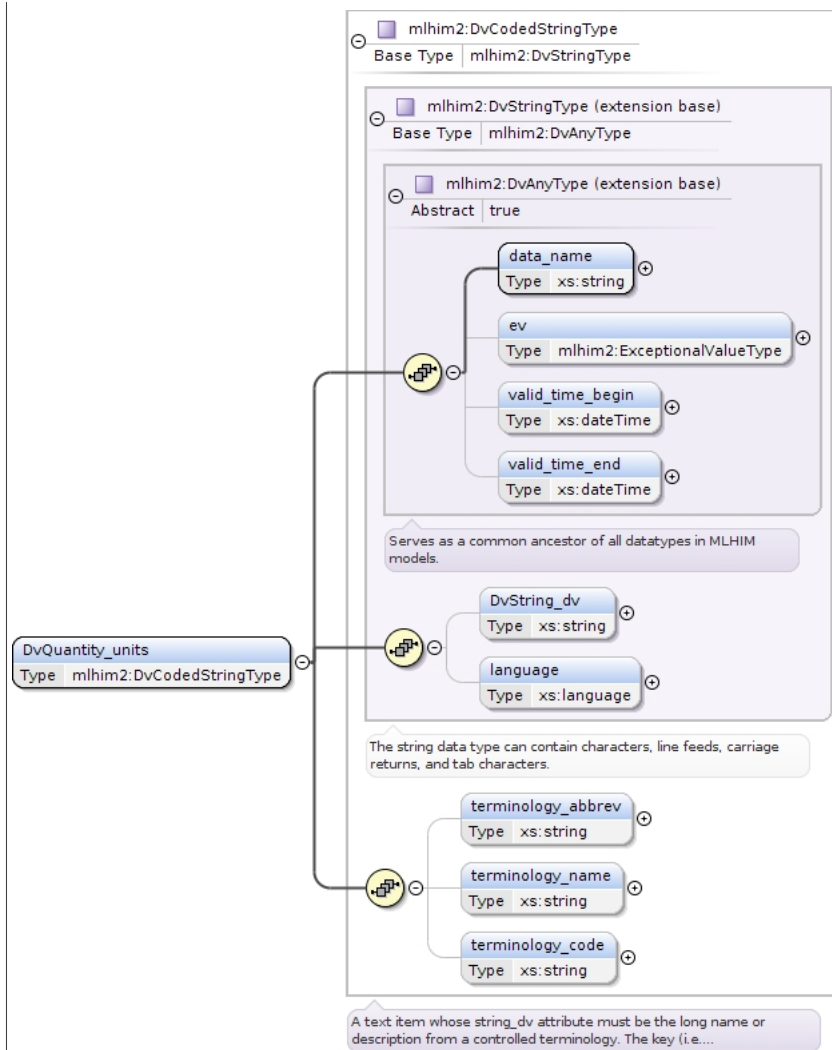 mlhim2:DvCodedStringType
Base Type mlhim2:DvStringType
mlhim2:DvStringType (extension base)
Base Type mlhim2:DvAnyType
mlhim2:DvAnyType (extension base)
Abstract true
data_name
Type xs:string
ev
Type mlhim2:ExceptionalValueType
valid_time_begin
Type xs:dateTime
valid_time_end
Type xs:dateTime
Serves as a common ancestor of all datatypes in MLHIM
models.
DvString_dv
Type xs:string
DvQuantity_units
Type mlhim2:DvCodedStringType
language
Type xs:language
The string data type can contain characters, line feeds, carriage
returns, and tab characters.
terminology_abbrev
Type xs:string
terminology_name
Type xs:string
terminology_code
Type xs:string
A text item whose string_dv attribute must be the long name or
description from a controlled terminology. The key (i.e....